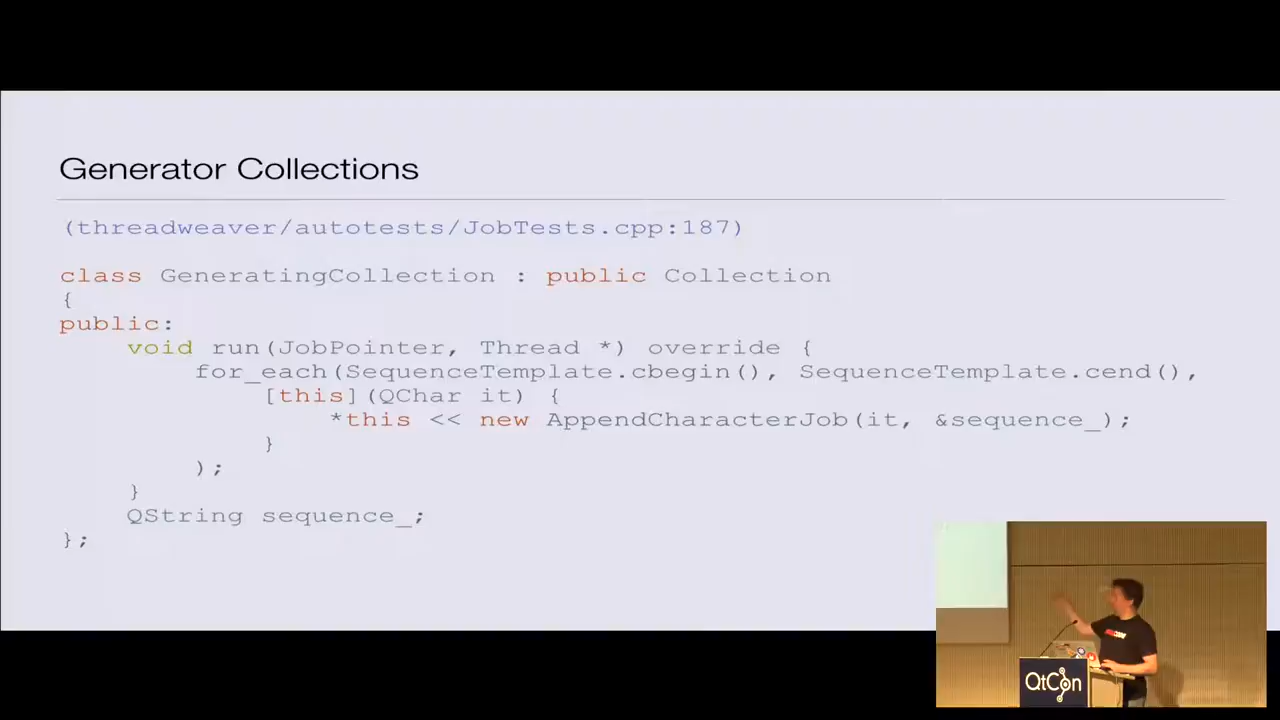 Generator Collections
(threadweaver/autotests/JobTests.cpp:187)
class GeneratingCollection : public Collection
{
public:
void run(JobPointer, Thread *) override {
for_each(SequenceTemplate.cbegin(), SequenceTemplate.cend(),
[this](QChar it) {
*this << new AppendCharacterJob(it, &sequence_);
}
);
}
QString sequence_;
};
QtCon